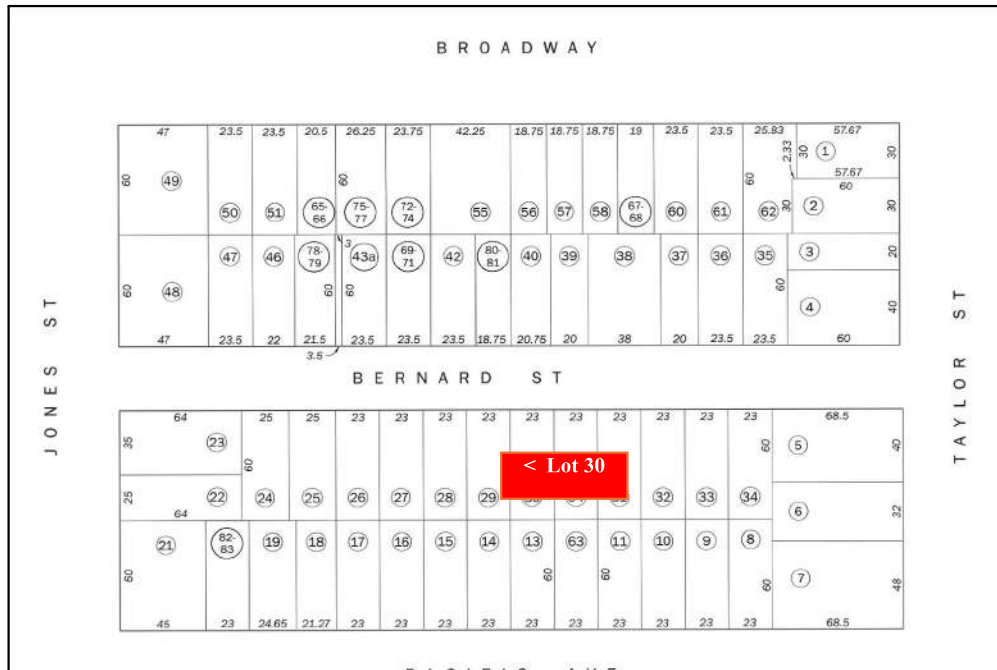 BROADWAY
47 23.5 23.5 20.5 26.25 23.75 42.25 18.75 18.75 18.75 19 23.5 23.5 25.83 57.67
2.33 30 1 30
57.67
60 49 60 60 60
50 51 65-66 75-77 72-74 55 56 57 58 67-68 60 61 62 30 2 30
47 46 78-79 3 43a 69-71 42 80-81 40 39 38 37 36 35 3 20
60 48 60 60 60 4 40
47 23.5 22 21.5 23.5 23.5 23.5 18.75 20.75 20 38 20 23.5 23.5 60
3.5
JONES ST
BERNARD ST
TAYLOR ST
64 25 25 23 23 23 23 23 23 23 23 23 23 68.5
35 23 60 60 5 40
< Lot 30
25 22 24 25 26 27 28 29 32 33 34 6 32
64
21 82-83 19 18 17 16 15 14 13 63 11 10 9 8
60 60 60 60 7 48
45 23 24.65 21.27 23 23 23 23 23 23 23 23 23 23 68.5